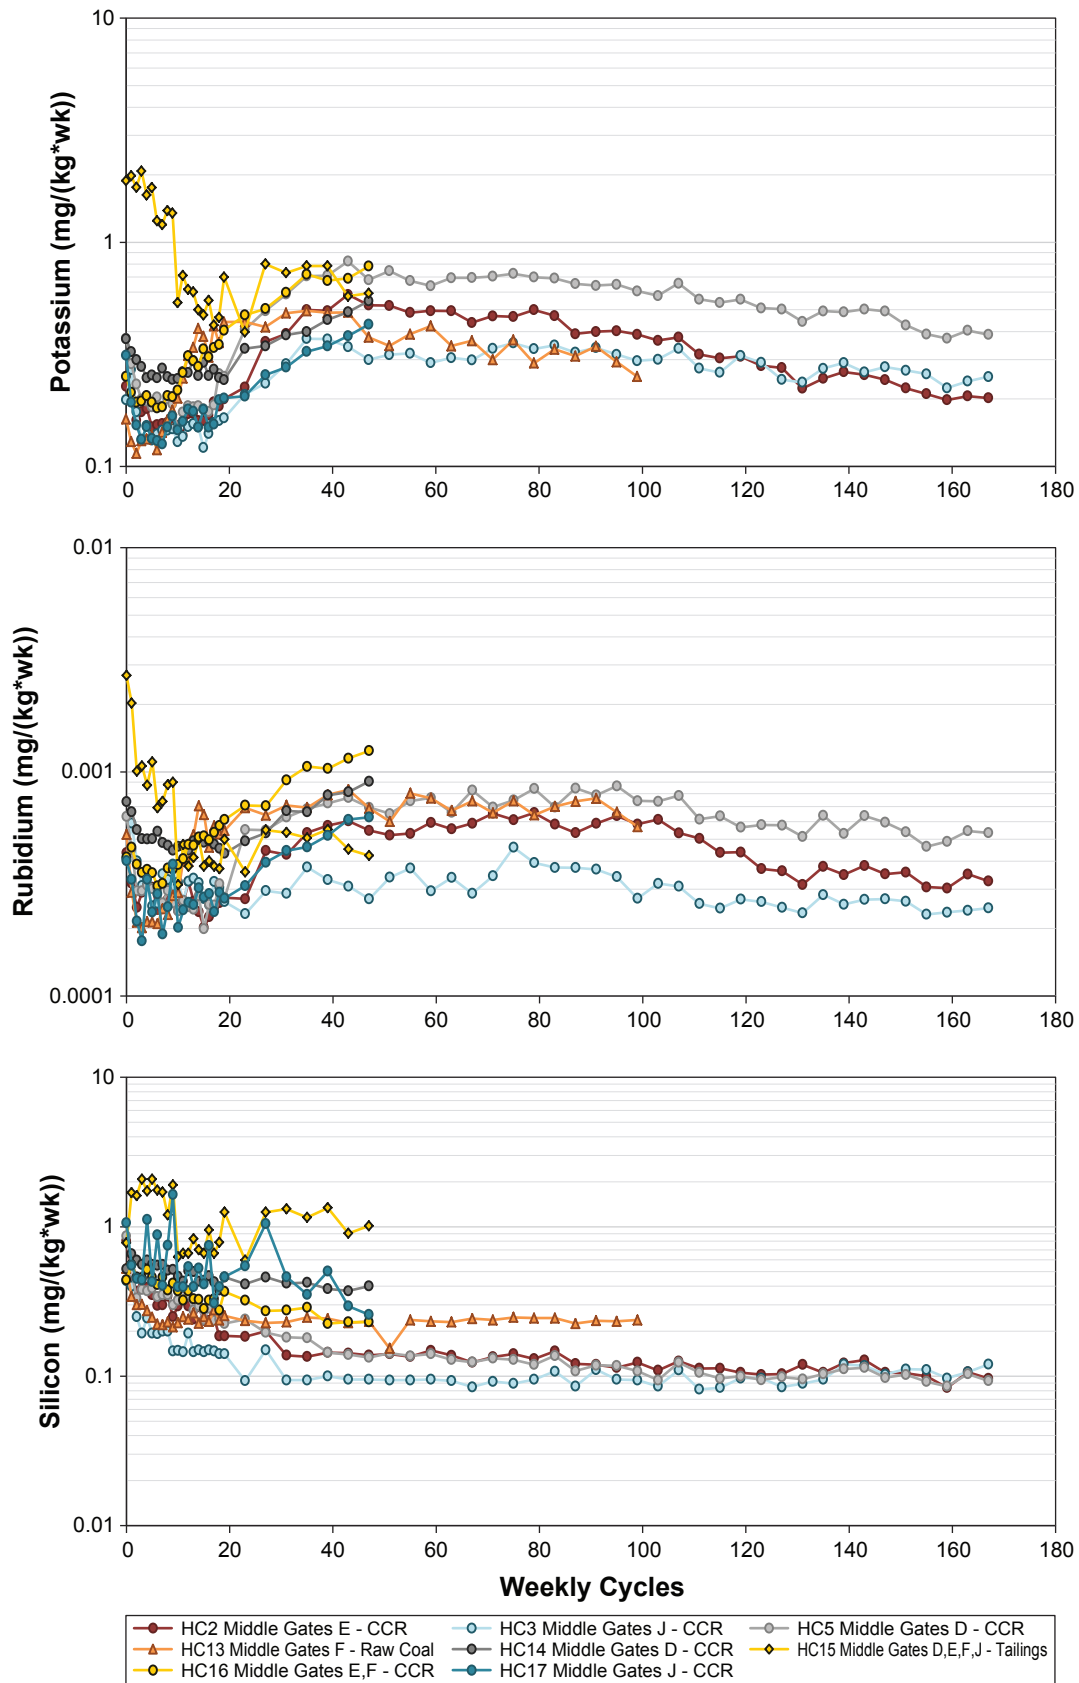 10
1
0.1
Potassium (mg/(kg*wk))
0 20 40 60 80 100 120 140 160 180
0.01
0.001
0.0001
Rubidium (mg/(kg*wk))
0 20 40 60 80 100 120 140 160 180
10
1
0.1
0.01
Silicon (mg/(kg*wk))
0 20 40 60 80 100 120 140 160 180
Weekly Cycles
HC2 Middle Gates E - CCR HC3 Middle Gates J - CCR HC5 Middle Gates D - CCR
HC13 Middle Gates F - Raw Coal HC14 Middle Gates D - CCR HC15 Middle Gates D,E,F,J - Tailings
HC16 Middle Gates E,F - CCR HC17 Middle Gates J - CCR